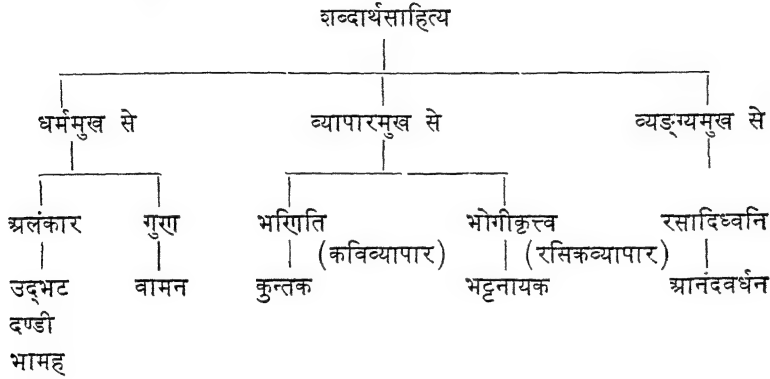 शब्दार्थसाहित्य
धर्ममुख से व्यापारमुख से व्यङ्ग्यमुख से
अलंकार गुण भणिति भोगीकृत्त्व रसादिध्वनि
(कविव्यापार) (रसिकव्यापार)
उद्भट वामन कुन्तक भट्टनायक आनंदवर्धन
दण्डी
भामह